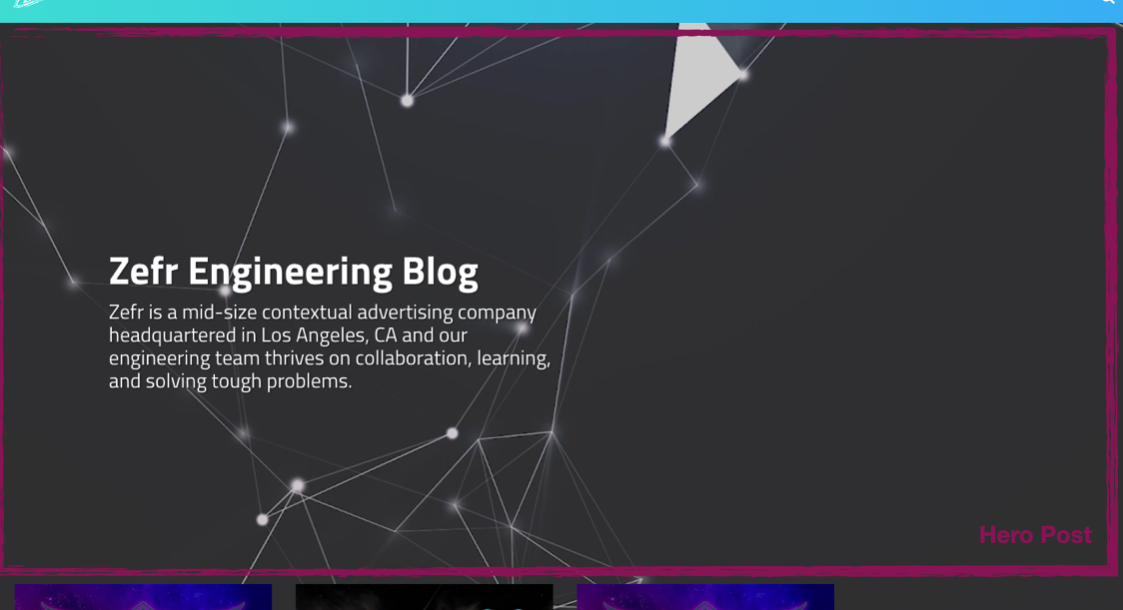 Zefr Engineering Blog
Zefr is a mid-size contextual advertising company
headquartered in Los Angeles, CA and our
engineering team thrives on collaboration, learning,
and solving tough problems.
Hero Post